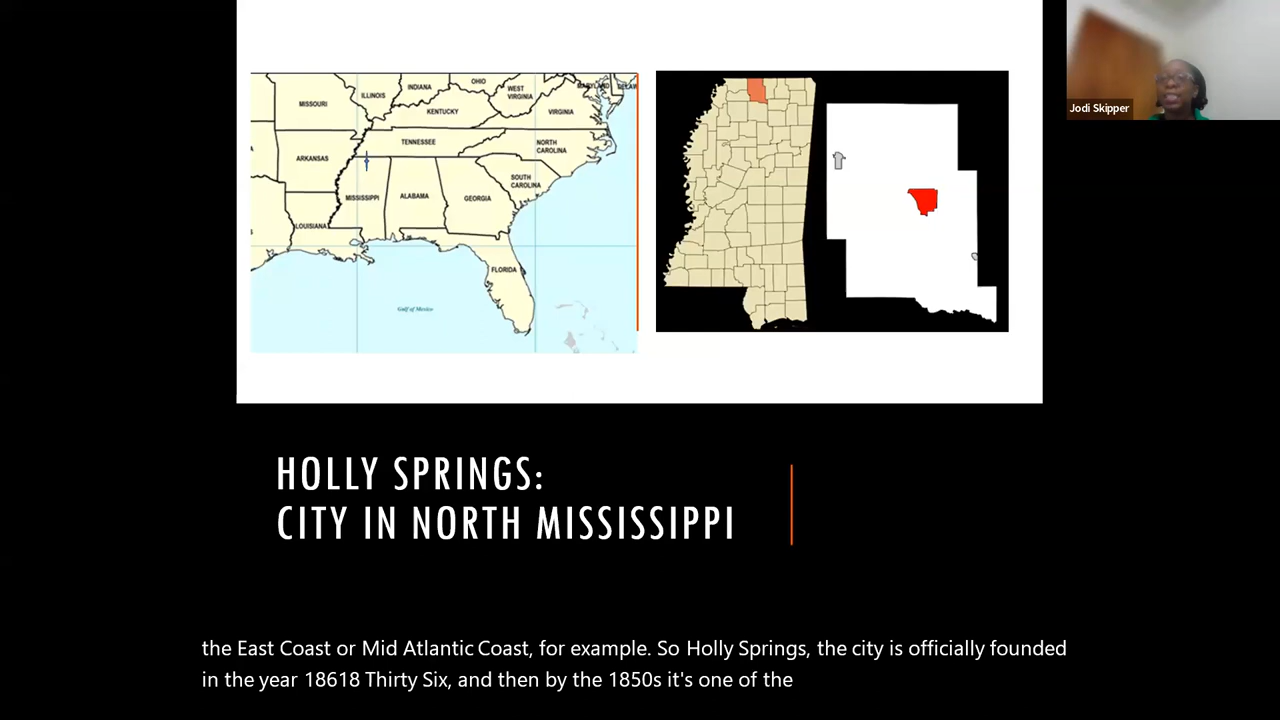 OHIO
MARYLAND
INDIANA
ILLINOIS
WEST
VIRGINIA
MISSOURI
KENTUCKY
VIRGINIA
TENNESSEE
NORTH
CAROLINA
ARKANSAS
SOUTH
CAROLINA
MISSISSIPPI
ALABAMA
GEORGIA
LOUISIANA
FLORIDA
Gulf of Mexico
Jodi Skipper
HOLLY SPRINGS:
CITY IN NORTH MISSISSIPPI
the East Coast or Mid Atlantic Coast, for example. So Holly Springs, the city is officially founded
in the year 18618 Thirty Six, and then by the 1850s it's one of the